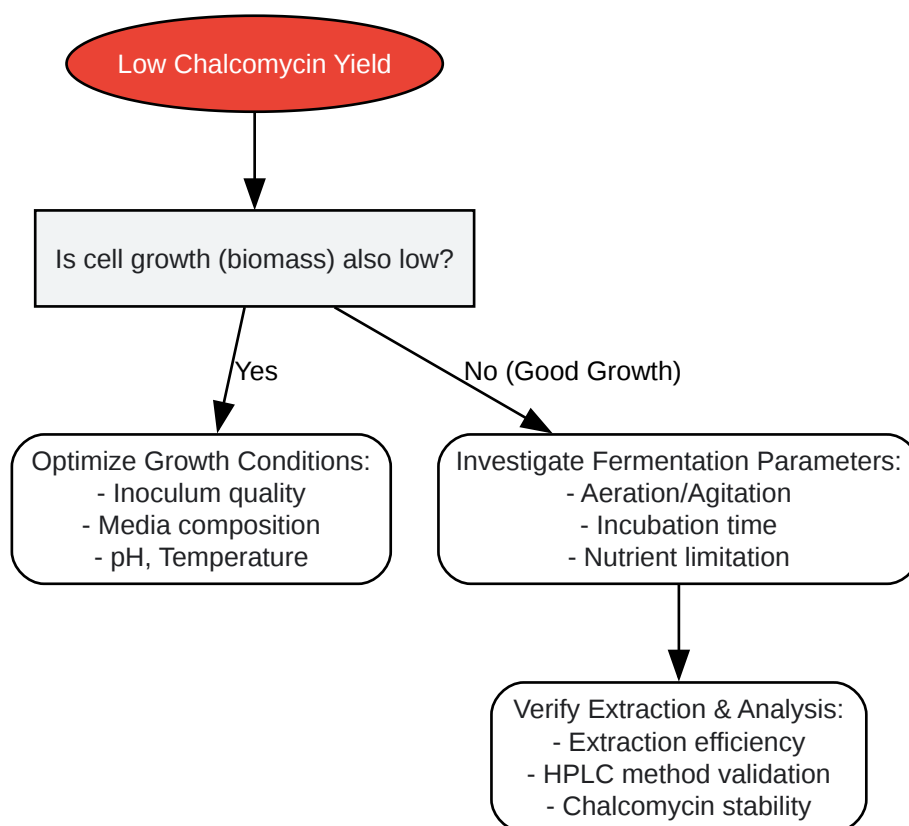 Low Chalcomycin Yield
Is cell growth (biomass) also low?
Yes
No (Good Growth)
Optimize Growth Conditions:
- Inoculum quality
- Media composition
- pH, Temperature
Investigate Fermentation Parameters:
- Aeration/Agitation
- Incubation time
- Nutrient limitation
Verify Extraction & Analysis:
- Extraction efficiency
- HPLC method validation
- Chalcomycin stability